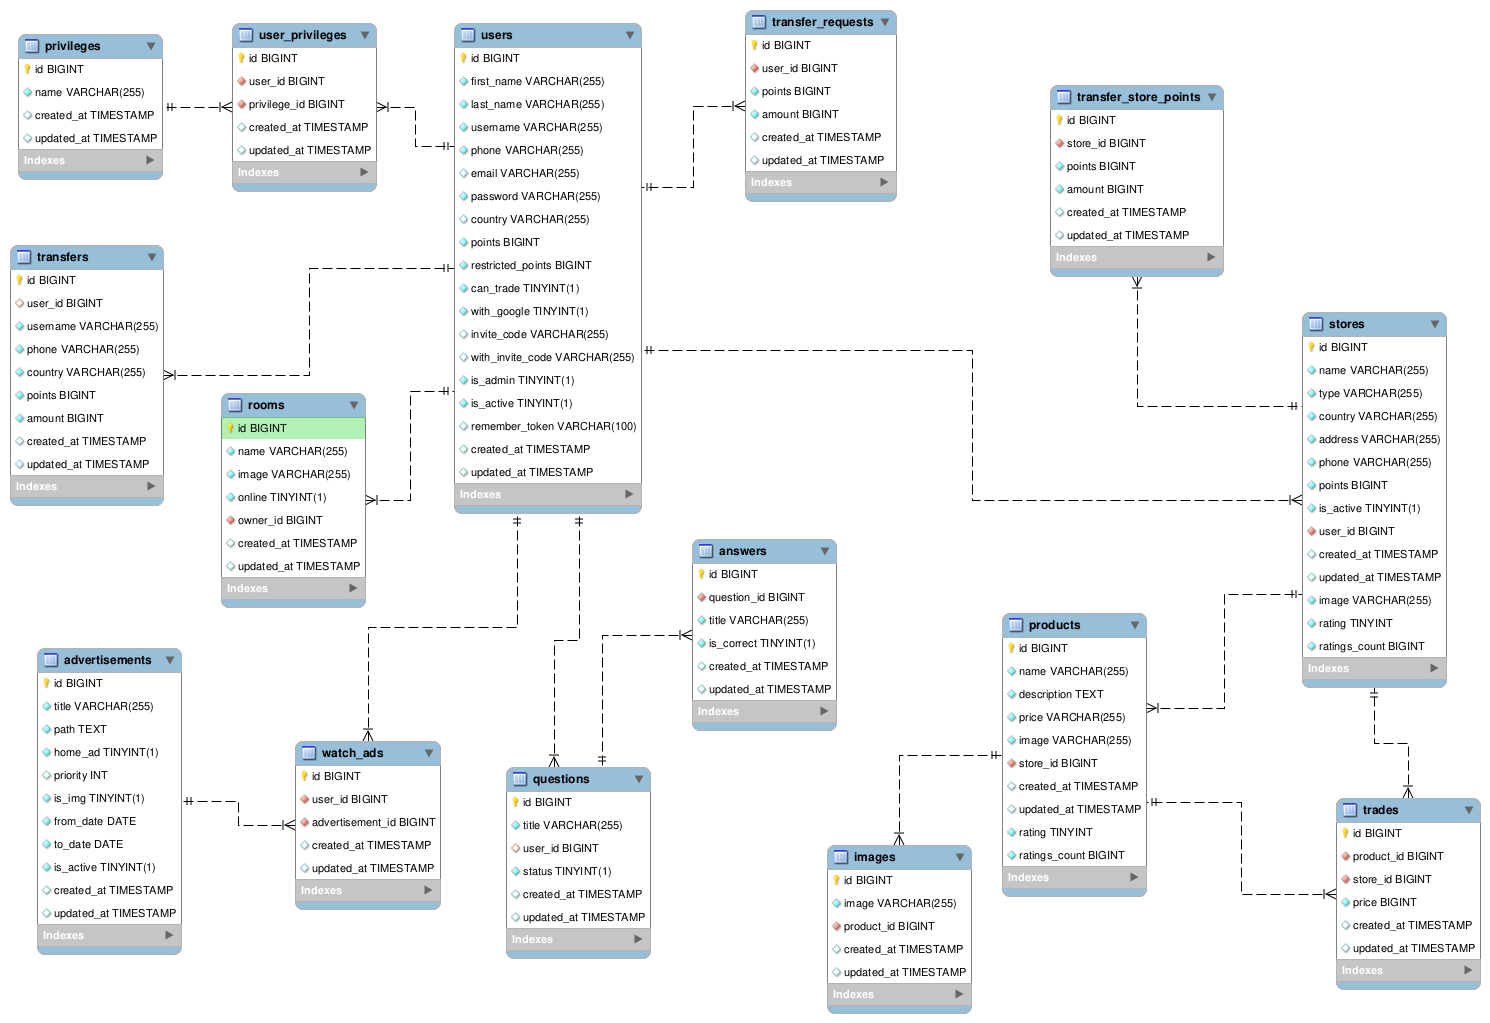 privileges
id BIGINT
name VARCHAR(255)
created_at TIMESTAMP
updated_at TIMESTAMP
Indexes
user_privileges
id BIGINT
user_id BIGINT
privilege_id BIGINT
created_at TIMESTAMP
updated_at TIMESTAMP
Indexes
users
id BIGINT
first_name VARCHAR(255)
last_name VARCHAR(255)
username VARCHAR(255)
phone VARCHAR(255)
email VARCHAR(255)
password VARCHAR(255)
country VARCHAR(255)
points BIGINT
restricted_points BIGINT
can_trade TINYINT(1)
with_google TINYINT(1)
invite_code VARCHAR(255)
with_invite_code VARCHAR(255)
is_admin TINYINT(1)
is_active TINYINT(1)
remember_token VARCHAR(100)
created_at TIMESTAMP
updated_at TIMESTAMP
Indexes
transfer_requests
id BIGINT
user_id BIGINT
points BIGINT
amount BIGINT
created_at TIMESTAMP
updated_at TIMESTAMP
Indexes
transfer_store_points
id BIGINT
store_id BIGINT
points BIGINT
amount BIGINT
created_at TIMESTAMP
updated_at TIMESTAMP
Indexes
transfers
id BIGINT
user_id BIGINT
username VARCHAR(255)
phone VARCHAR(255)
country VARCHAR(255)
points BIGINT
amount BIGINT
created_at TIMESTAMP
updated_at TIMESTAMP
Indexes
rooms
id BIGINT
name VARCHAR(255)
image VARCHAR(255)
online TINYINT(1)
owner_id BIGINT
created_at TIMESTAMP
updated_at TIMESTAMP
Indexes
stores
id BIGINT
name VARCHAR(255)
type VARCHAR(255)
country VARCHAR(255)
address VARCHAR(255)
phone VARCHAR(255)
points BIGINT
is_active TINYINT(1)
user_id BIGINT
created_at TIMESTAMP
updated_at TIMESTAMP
image VARCHAR(255)
rating TINYINT
ratings_count BIGINT
Indexes
answers
id BIGINT
question_id BIGINT
title VARCHAR(255)
is_correct TINYINT(1)
created_at TIMESTAMP
updated_at TIMESTAMP
Indexes
products
id BIGINT
name VARCHAR(255)
description TEXT
price VARCHAR(255)
image VARCHAR(255)
store_id BIGINT
created_at TIMESTAMP
updated_at TIMESTAMP
rating TINYINT
ratings_count BIGINT
Indexes
advertisements
id BIGINT
title VARCHAR(255)
path TEXT
home_ad TINYINT(1)
priority INT
is_img TINYINT(1)
from_date DATE
to_date DATE
is_active TINYINT(1)
created_at TIMESTAMP
updated_at TIMESTAMP
Indexes
watch_ads
id BIGINT
user_id BIGINT
advertisement_id BIGINT
created_at TIMESTAMP
updated_at TIMESTAMP
Indexes
questions
id BIGINT
title VARCHAR(255)
user_id BIGINT
status TINYINT(1)
created_at TIMESTAMP
updated_at TIMESTAMP
Indexes
images
id BIGINT
image VARCHAR(255)
product_id BIGINT
created_at TIMESTAMP
updated_at TIMESTAMP
Indexes
trades
id BIGINT
product_id BIGINT
store_id BIGINT
price BIGINT
created_at TIMESTAMP
updated_at TIMESTAMP
Indexes